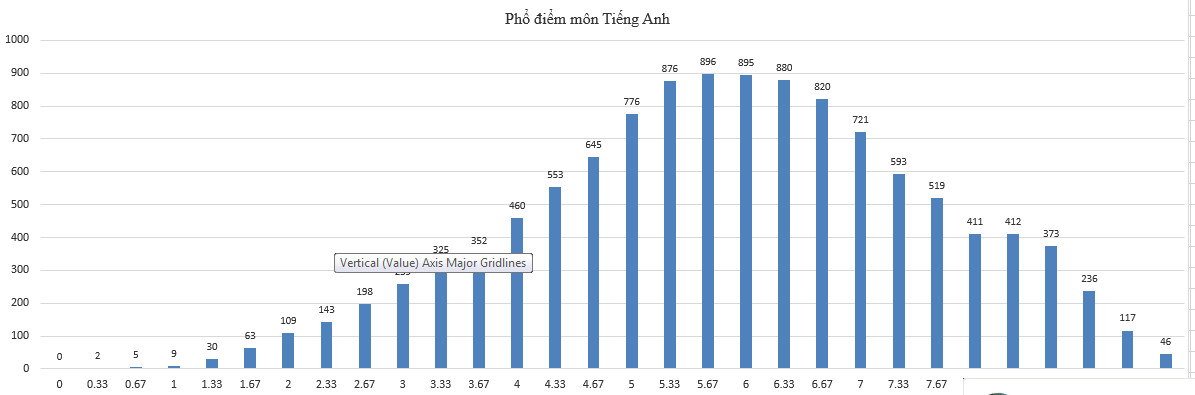 Phổ điểm môn Tiếng Anh
1000
900
800
700
600
500
400
300
200
100
0
0 2 5 9 30 63 109 143 198 325 352 460 553 645 776 876 896 895 880 820 721 593 519 411 412 373 236 117 46
Vertical (Value) Axis Major Gridlines
0 0.33 0.67 1 1.33 1.67 2 2.33 2.67 3 3.33 3.67 4 4.33 4.67 5 5.33 5.67 6 6.33 6.67 7 7.33 7.67